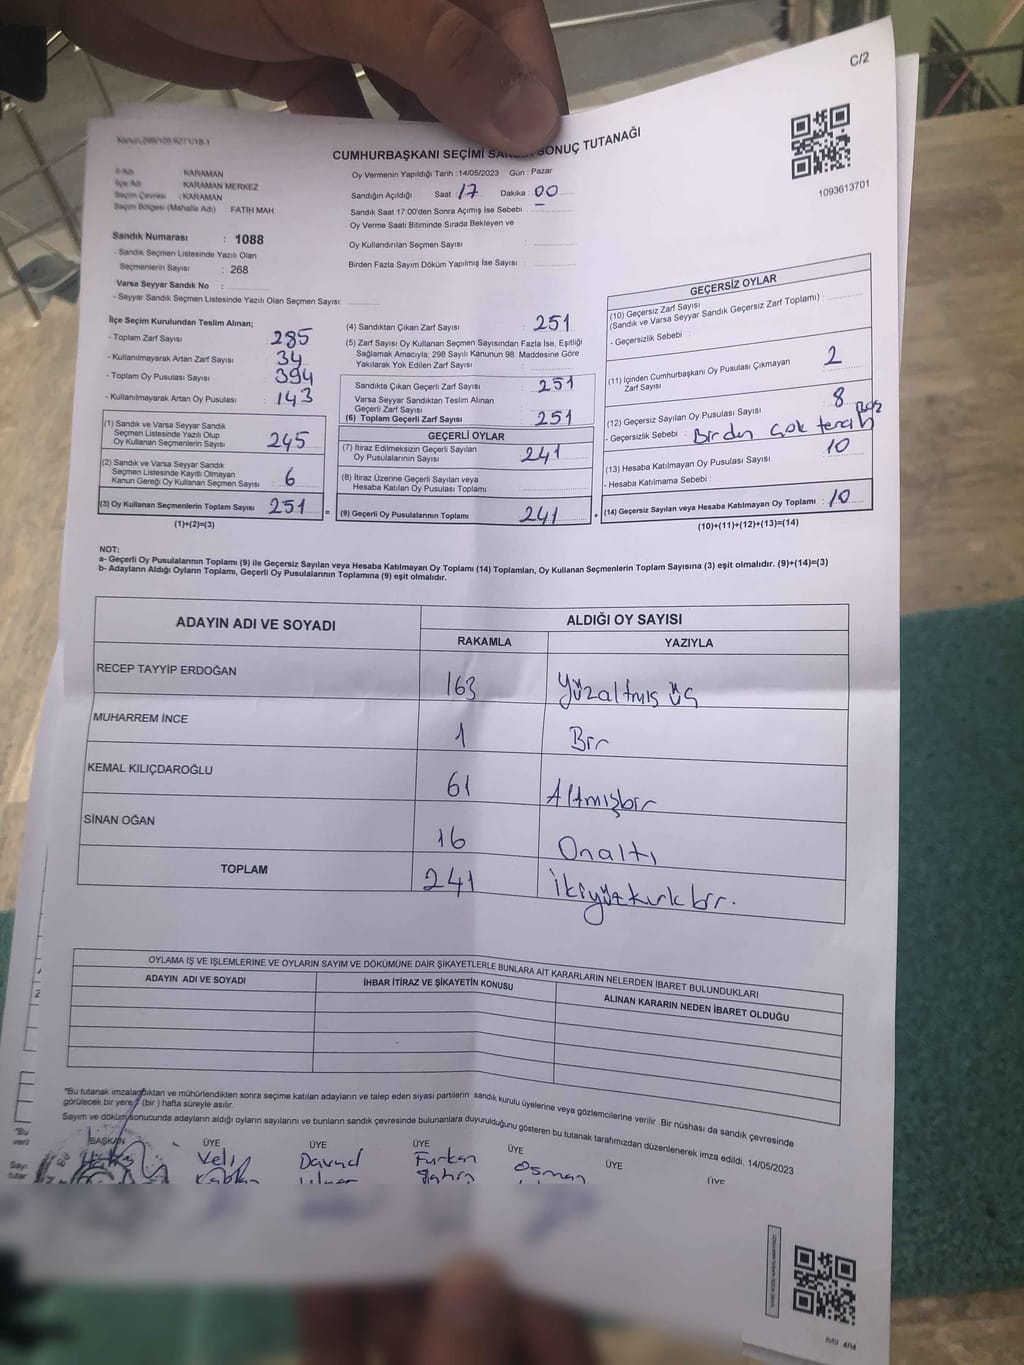 C/2
CUMHURBAŞKANI SEÇİMİ SONUÇ TUTANAĞI
1093613701
İl Adı : KARAMAN
İlçe Adı : KARAMAN MERKEZ
Seçim Çevresi : KARAMAN
Seçim Bölgesi (Mahalle Adı) : FATİH MAH
Oy Vermenin Yapıldığı Tarih : 14/05/2023 Gün : Pazar
Sandığın Açıldığı Saat : 17 Dakika : 00
Sandık Saat 17:00'den Sonra Açımış İse Sebebi :
Oy Verme Saati Bitiminde Sırada Bekleyen ve
Oy Kullandırılan Seçmen Sayısı :
Birden Fazla Sayım Döküm Yapılmış İse Sayısı :
Sandık Numarası : 1088
- Sandık Seçmen Listesinde Yazılı Olan
Seçmenlerin Sayısı : 268
Varsa Seyyar Sandık No :
- Seyyar Sandık Seçmen Listesinde Yazılı Olan Seçmen Sayısı:
İlçe Seçim Kurulundan Teslim Alınan;
- Toplam Zarf Sayısı : 285
- Kullanılmayarak Artan Zarf Sayısı : 34
- Toplam Oy Pusulası Sayısı : 394
- Kullanılmayarak Artan Oy Pusulası : 143
(1) Sandık ve Varsa Seyyar Sandık
Seçmen Listesinde Yazılı Olup
Oy Kullanan Seçmenlerin Sayısı : 245
(2) Sandık ve Varsa Seyyar Sandık
Seçmen Listesinde Kayıtlı Olmayan
Kanun Gereği Oy Kullanan Seçmen Sayısı : 6
(3) Oy Kullanan Seçmenlerin Toplam Sayısı : 251
(1)+(2)=(3)
(4) Sandıktan Çıkan Zarf Sayısı : 251
(5) Zarf Sayısı Oy Kullanan Seçmen Sayısından Fazla İse, Eşitliği
Sağlamak Amacıyla, 298 Sayılı Kanunun 98. Maddesine Göre
Yakılarak Yok Edilen Zarf Sayısı :
Sandıkta Çıkan Geçerli Zarf Sayısı : 251
Varsa Seyyar Sandıktan Teslim Alınan
Geçerli Zarf Sayısı :
(6) Toplam Geçerli Zarf Sayısı : 251
GEÇERLİ OYLAR
(7) İtiraz Edilmeksizin Geçerli Sayılan
Oy Pusulalarının Sayısı : 241
(8) İtiraz Üzerine Geçerli Sayılan veya
Hesaba Katılan Oy Pusulası Toplamı :
(9) Geçerli Oy Pusulalarının Toplamı : 241
GEÇERSİZ OYLAR
(10) Geçersiz Zarf Sayısı
(Sandık ve Varsa Seyyar Sandık Geçersiz Zarf Toplamı) :
- Geçersizlik Sebebi :
(11) İçinden Cumhurbaşkanı Oy Pusulası Çıkmayan
Zarf Sayısı : 2
(12) Geçersiz Sayılan Oy Pusulası Sayısı : 8
- Geçersizlik Sebebi : Birden çok tercih boş
(13) Hesaba Katılmayan Oy Pusulası Sayısı : 10
- Hesaba Katılmama Sebebi :
(14) Geçersiz Sayılan veya Hesaba Katılmayan Oy Toplamı : 10
(10)+(11)+(12)+(13)=(14)
NOT:
a- Geçerli Oy Pusulalarının Toplamı (9) ile Geçersiz Sayılan veya Hesaba Katılmayan Oy Toplamı (14) Toplamları, Oy Kullanan Seçmenlerin Toplam Sayısına (3) eşit olmalıdır. (9)+(14)=(3)
b- Adayların Aldığı Oyların Toplamı, Geçerli Oy Pusulalarının Toplamına (9) eşit olmalıdır.
ADAYIN ADI VE SOYADI
ALDIĞI OY SAYISI
RAKAMLA YAZIYLA
RECEP TAYYİP ERDOĞAN 163 Yüzaltmış üç
MUHARREM İNCE 1 Bir
KEMAL KILIÇDAROĞLU 61 Altmışbir
SİNAN OĞAN 16 Onaltı
TOPLAM 241 İkiyüzkırk bir.
OYLAMA İŞ VE İŞLEMLERİNE VE OYLARIN SAYIM VE DÖKÜMÜNE DAİR ŞİKAYETLERLE BUNLARA AİT KARARLARIN NELERDEN İBARET BULUNDUKLARI
ADAYIN ADI VE SOYADI İHBAR İTİRAZ VE ŞİKAYETİN KONUSU ALINAN KARARIN NEDEN İBARET OLDUĞU
*Bu tutanak imzalandıktan ve mühürlendikten sonra seçime katılan adayların ve talep eden siyasi partilerin sandık kurulu üyelerine veya gözlemcilerine verilir. Bir nüshası da sandık çevresinde
görülecek bir yere 1 (bir) hafta süreyle asılır.
Sayım ve döküm sonucunda adayların aldığı oyların sayılarını ve bunların sandık çevresinde bulunanlara duyurulduğunu gösteren bu tutanak tarafımızdan düzenlenerek imza edildi. 14/05/2023
BAŞKAN ÜYE ÜYE ÜYE ÜYE ÜYE ÜYE
Veli Davud Furkan Osman
Kaplan Şahin